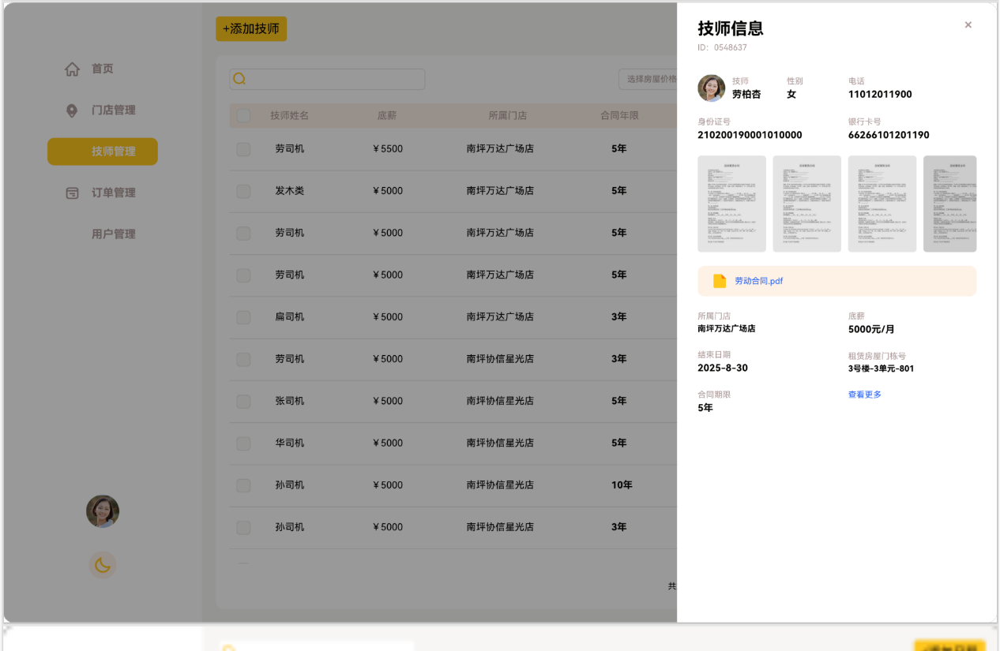 首页
门店管理
技师管理
订单管理
用户管理
+添加技师
选择房屋价格
技师姓名 底薪 所属门店 合同年限
劳司机 ¥5500 南坪万达广场店 5年
发木类 ¥5000 南坪万达广场店 5年
劳司机 ¥5000 南坪万达广场店 5年
劳司机 ¥5000 南坪万达广场店 5年
扁司机 ¥5000 南坪万达广场店 3年
劳司机 ¥5000 南坪协信星光店 3年
张司机 ¥5000 南坪协信星光店 5年
华司机 ¥5000 南坪协信星光店 5年
孙司机 ¥5000 南坪协信星光店 10年
孙司机 ¥5000 南坪协信星光店 3年
共
技师信息
ID: 0548637
技师 性别 电话
劳柏杏 女 11012011900
身份证号 银行卡号
210200190001010000 66266101201190
劳动合同.pdf
所属门店 底薪
南坪万达广场店 5000元/月
结束日期 租赁房屋门栋号
2025-8-30 3号楼-3单元-801
合同期限 查看更多
5年